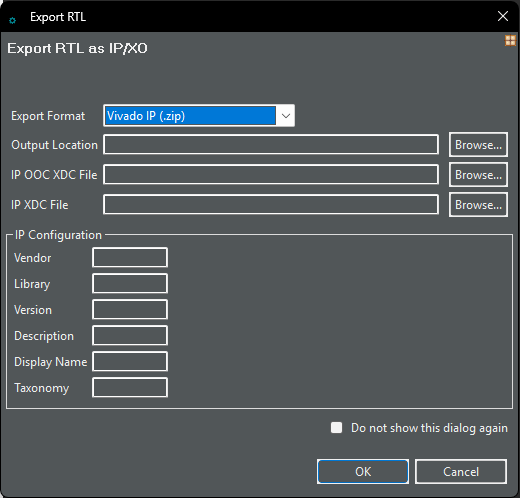 Export RTL
Export RTL as IP/XO
Export Format Vivado IP (.zip)
Output Location Browse...
IP OOC XDC File Browse...
IP XDC File Browse...
IP Configuration
Vendor
Library
Version
Description
Display Name
Taxonomy
Do not show this dialog again
OK Cancel